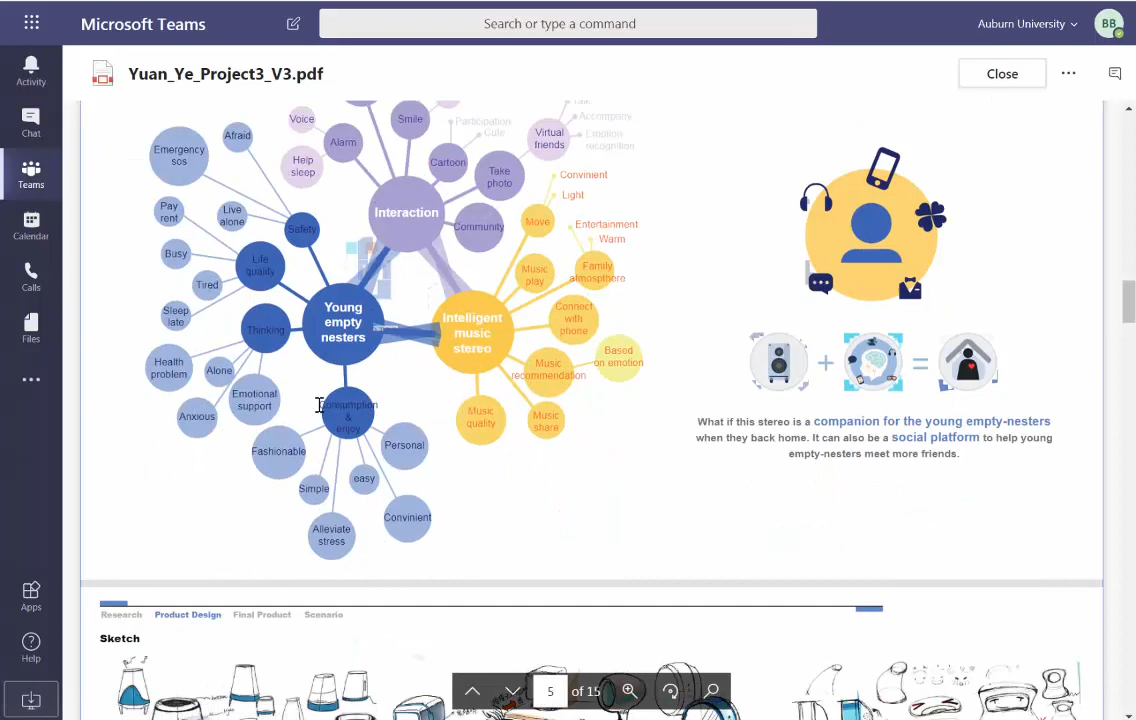 Microsoft Teams
Search or type a command
Auburn University
BB
Activity
Chat
Teams
Calendar
Calls
Files
Apps
Help
Yuan_Ye_Project3_V3.pdf
Close
Voice
Smile
Participation
Cute
Accompany
Emotion
recognition
Virtual
friends
Afraid
Alarm
Emergency
sos
Help
sleep
Cartoon
Take
photo
Convinient
Light
Pay
rent
Live
alone
Safety
Interaction
Community
Move
Entertainment
Warm
Busy
Life
quality
Music
play
Family
atmospthere
Tired
Sleep
late
Thinking
Young
empty
nesters
Intelligent
music
stereo
Connect
with
phone
Health
problem
Alone
Music
recommendation
Based
on emotion
Emotional
support
Anxious
Consumption
&
enjoy
Music
quality
Music
share
Fashionable
Personal
Simple
easy
Convinient
Alleviate
stress
+
=
What if this stereo is a companion for the young empty-nesters
when they back home. It can also be a social platform to help young
empty-nesters meet more friends.
Research Product Design Final Product Scenario
Sketch
5 of 15